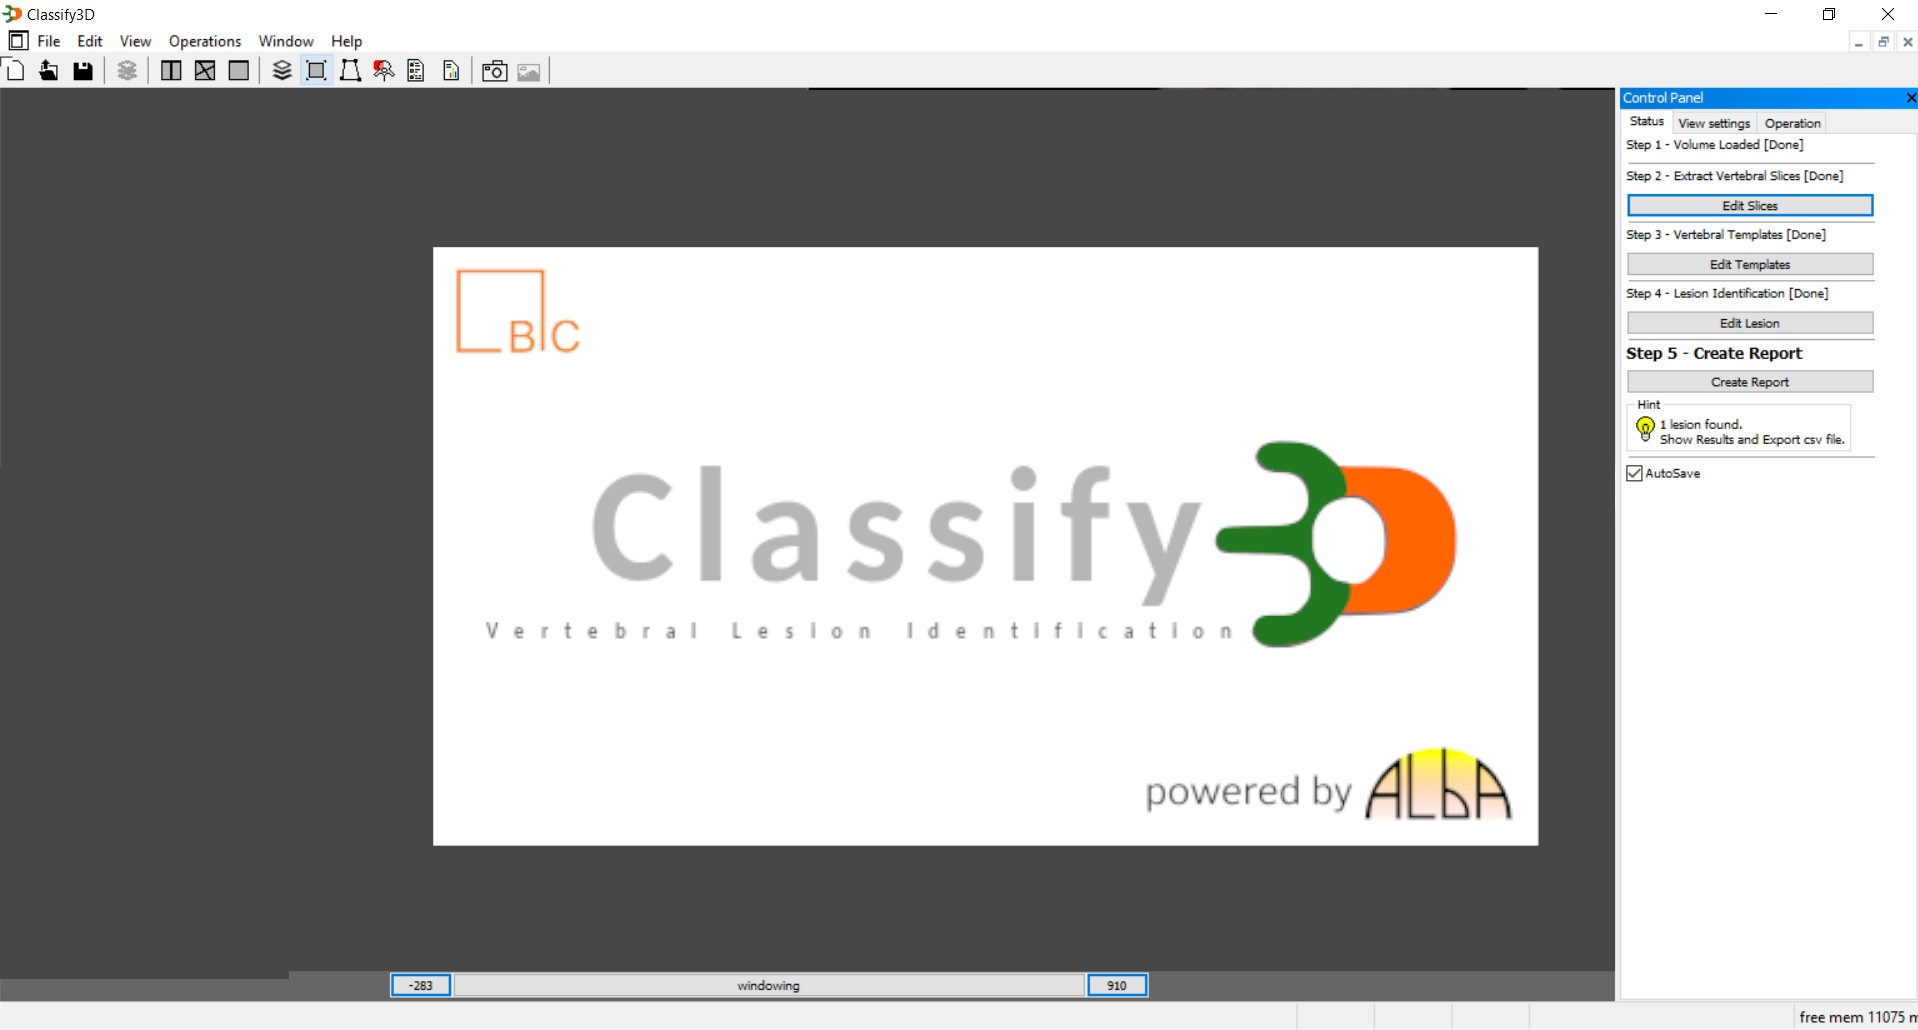 Classify3D
File Edit View Operations Window Help
Control Panel
Status View settings Operation
Step 1 - Volume Loaded [Done]
Step 2 - Extract Vertebral Slices [Done]
Edit Slices
Step 3 - Vertebral Templates [Done]
Edit Templates
Step 4 - Lesion Identification [Done]
Edit Lesion
Step 5 - Create Report
Create Report
Hint
1 lesion found.
Show Results and Export csv file.
AutoSave
BIC
Classify3D
Vertebral Lesion Identification
powered by ALbA
-283 windowing 910
free mem 11075 m